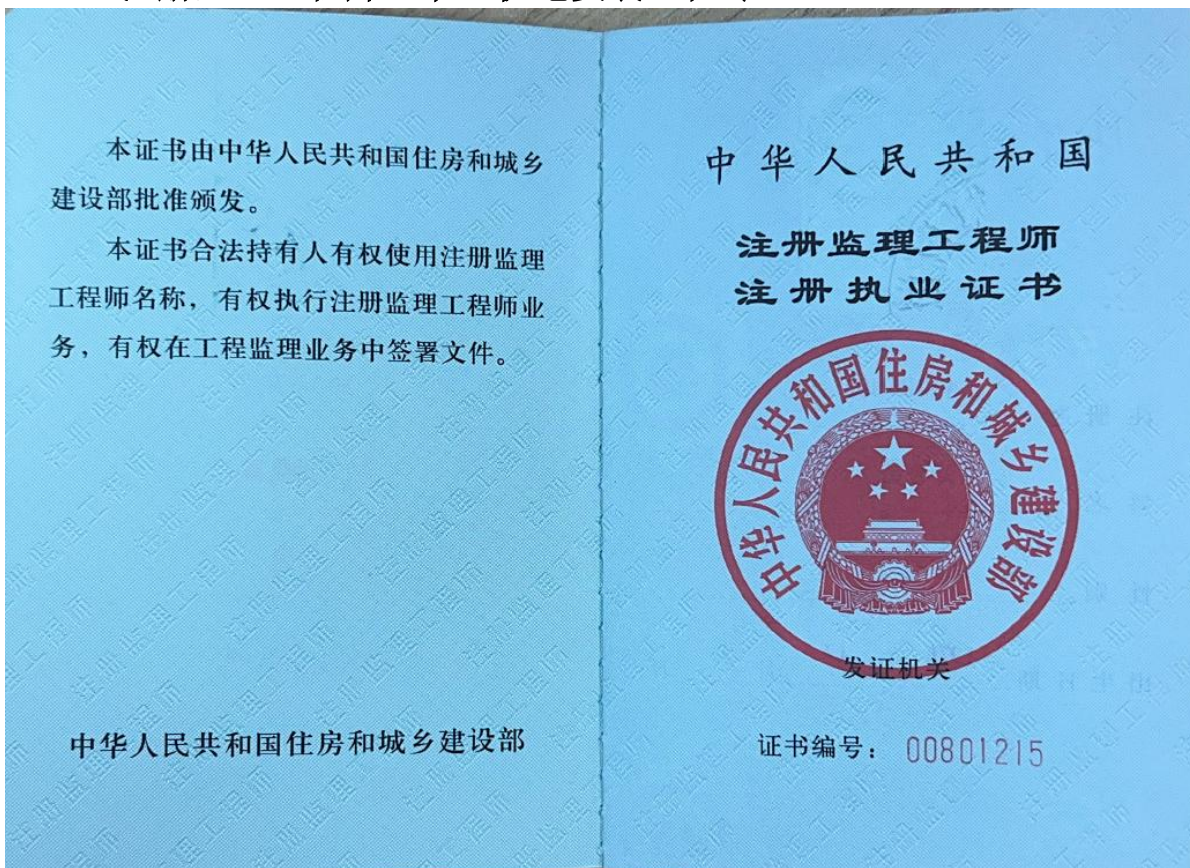 本证书由中华人民共和国住房和城乡
建设部批准颁发。
本证书合法持有人有权使用注册监理
工程师名称，有权执行注册监理工程师业
务，有权在工程监理业务中签署文件。
中华人民共和国住房和城乡建设部
中华人民共和国
注册监理工程师
注册执业证书
中华人民共和国住房和城乡建设部
发证机关
证书编号：00801215